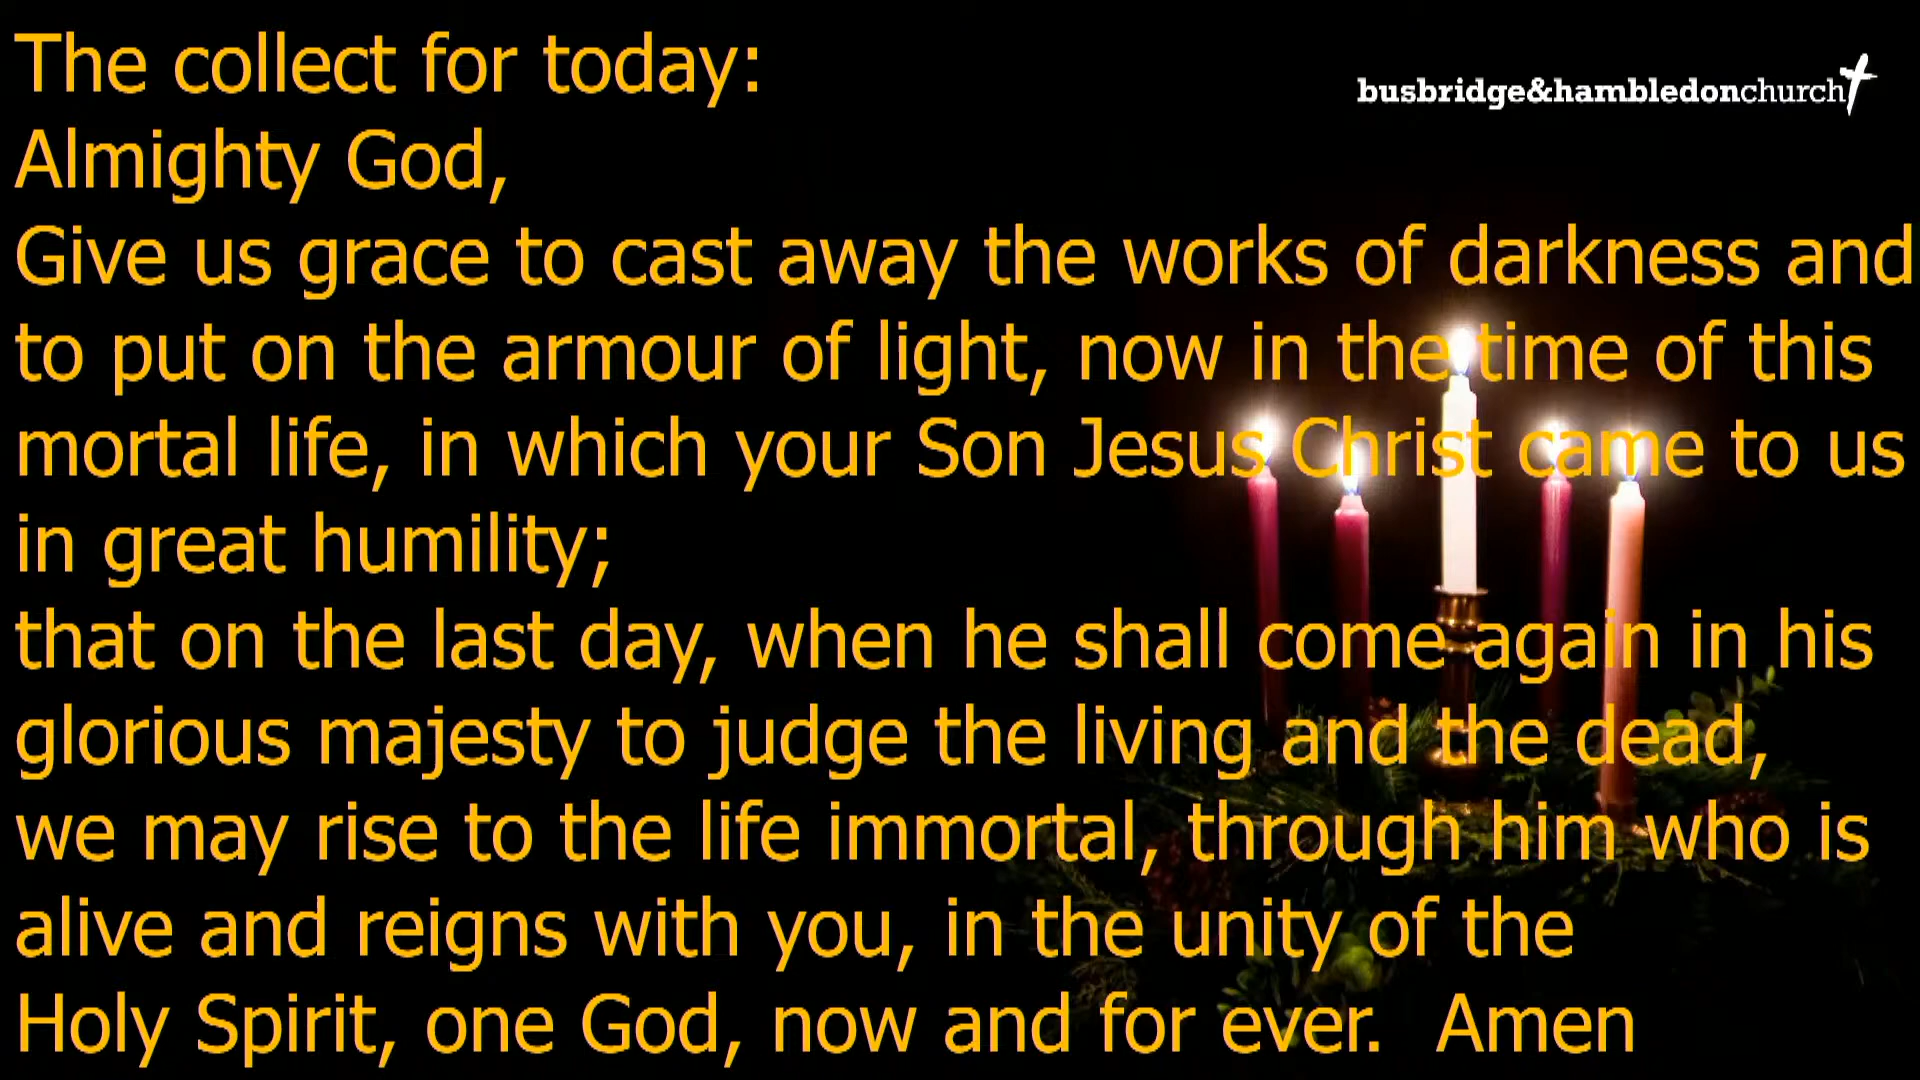 The collect for today:
busbridge&hambledonchurch
Almighty God,
Give us grace to cast away the works of darkness and
to put on the armour of light, now in the time of this
mortal life, in which your Son Jesus Christ came to us
in great humility;
that on the last day, when he shall come again in his
glorious majesty to judge the living and the dead,
we may rise to the life immortal, through him who is
alive and reigns with you, in the unity of the
Holy Spirit, one God, now and for ever.  Amen